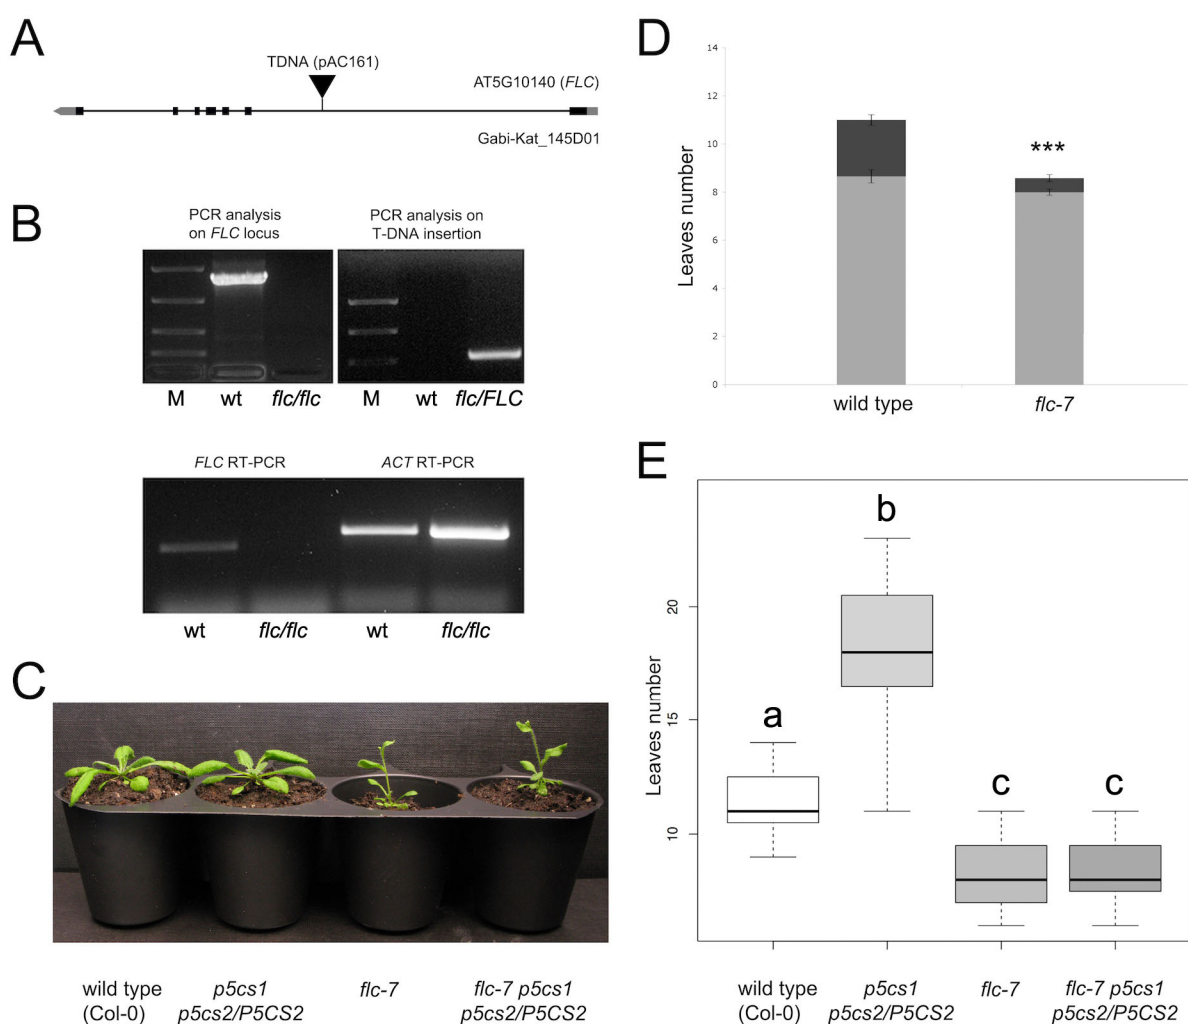 A
TDNA (pAC161)
AT5G10140 (FLC)
Gabi-Kat_145D01
B
PCR analysis
on FLC locus
PCR analysis on
T-DNA insertion
M wt flc/flc
M wt flc/FLC
FLC RT-PCR
ACT RT-PCR
wt flc/flc wt flc/flc
C
wild type
(Col-0)
p5cs1
p5cs2/P5CS2
flc-7
flc-7 p5cs1
p5cs2/P5CS2
D
Leaves number
14
12
10
8
6
4
2
0
***
wild type
flc-7
E
Leaves number
20
15
10
a
b
c
c
wild type
(Col-0)
p5cs1
p5cs2/P5CS2
flc-7
flc-7 p5cs1
p5cs2/P5CS2